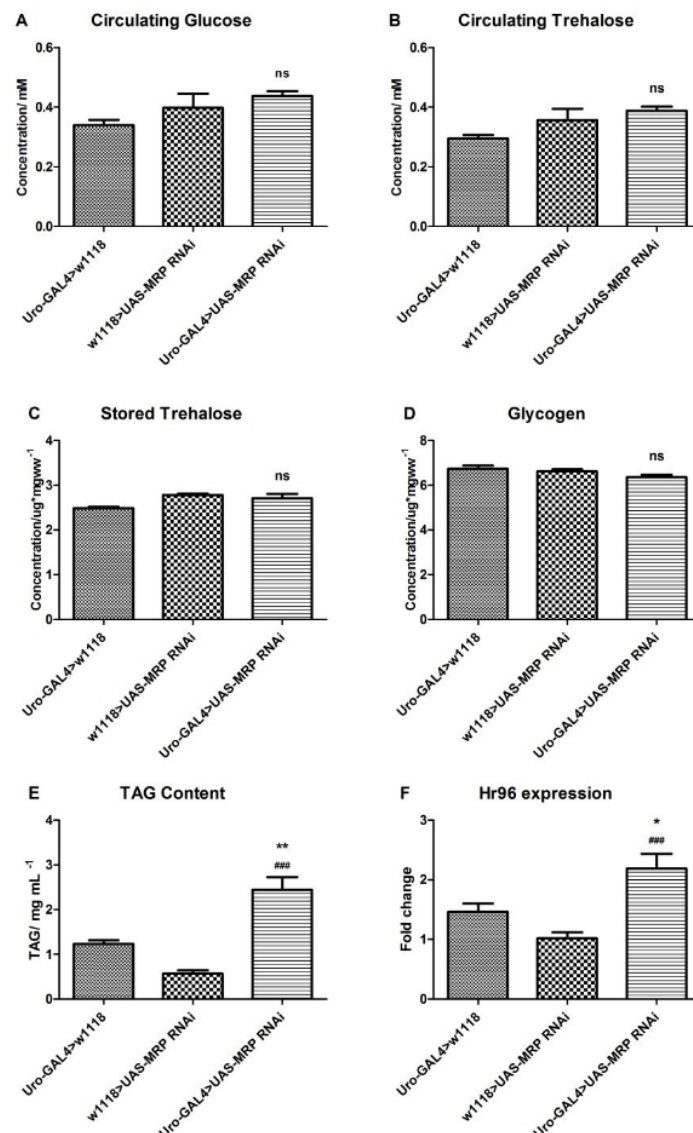 A Circulating Glucose
Concentration/ mM
0.6
0.4
0.2
0.0
ns
Uro-GAL4>w1118
w1118>UAS-MRP RNAi
Uro-GAL4>UAS-MRP RNAi
B Circulating Trehalose
Concentration/ mM
0.6
0.4
0.2
0.0
ns
Uro-GAL4>w1118
w1118>UAS-MRP RNAi
Uro-GAL4>UAS-MRP RNAi
C Stored Trehalose
Concentration/ug*mgww⁻¹
4
3
2
1
0
ns
Uro-GAL4>w1118
w1118>UAS-MRP RNAi
Uro-GAL4>UAS-MRP RNAi
D Glycogen
Concentration/ug*mgww⁻¹
8
6
4
2
0
ns
Uro-GAL4>w1118
w1118>UAS-MRP RNAi
Uro-GAL4>UAS-MRP RNAi
E TAG Content
TAG/ mg mL ⁻¹
4
3
2
1
0
**
###
Uro-GAL4>w1118
w1118>UAS-MRP RNAi
Uro-GAL4>UAS-MRP RNAi
F Hr96 expression
Fold change
3
2
1
0
*
###
Uro-GAL4>w1118
w1118>UAS-MRP RNAi
Uro-GAL4>UAS-MRP RNAi